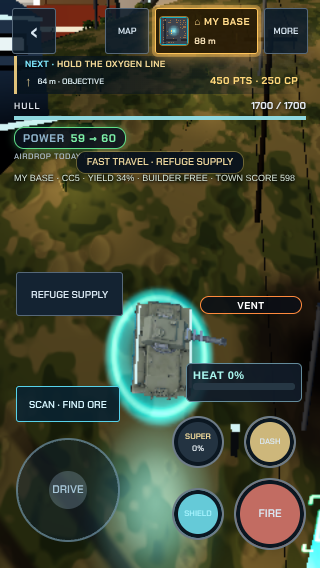 ‹
MAP
⌂ MY BASE
88 m
MORE
NEXT · HOLD THE OXYGEN LINE
↑ 64 m · OBJECTIVE
450 PTS · 250 CP
HULL
1700 / 1700
POWER 59 → 60
AIRDROP TODAY
FAST TRAVEL · REFUGE SUPPLY
MY BASE · CC5 · YIELD 34% · BUILDER FREE · TOWN SCORE 598
REFUGE SUPPLY
VENT
HEAT 0%
SCAN · FIND ORE
SUPER
0%
DASH
DRIVE
SHIELD
FIRE